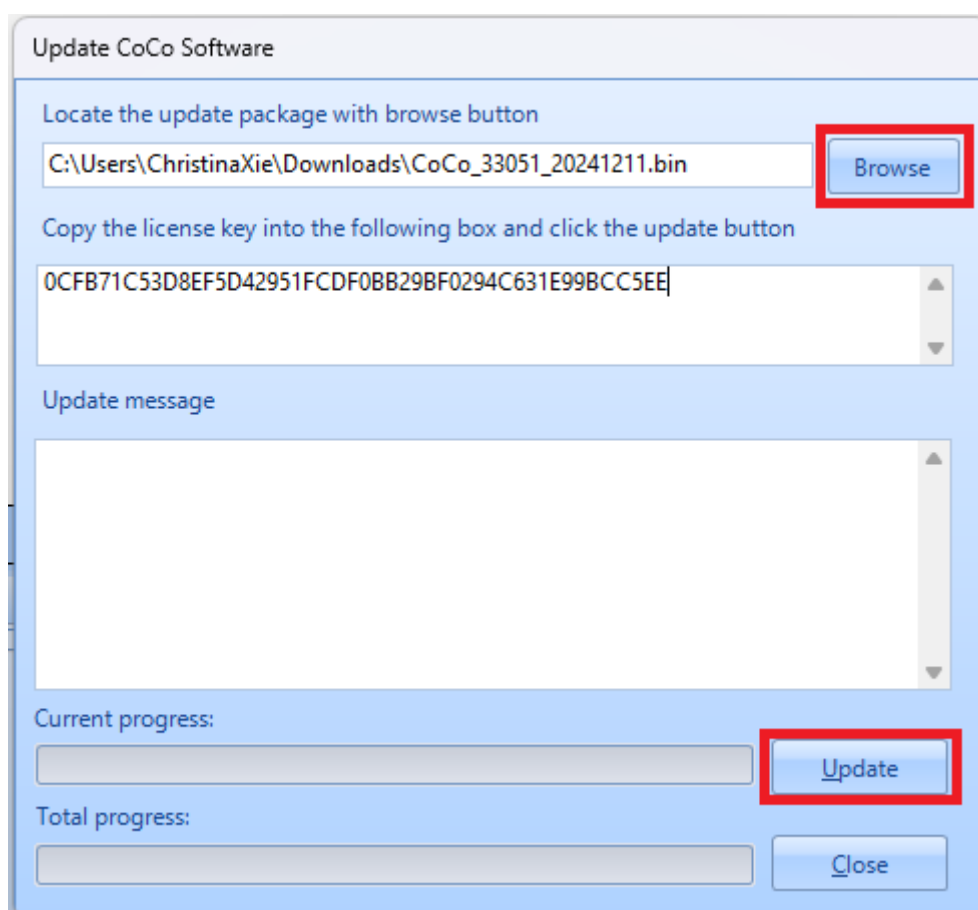 Update CoCo Software
Locate the update package with browse button
C:\Users\ChristinaXie\Downloads\CoCo_33051_20241211.bin
Browse
Copy the license key into the following box and click the update button
0CFB71C53D8EF5D42951FCDF0BB29BF0294C631E99BCC5EE
Update message
Current progress:
Update
Total progress:
Close